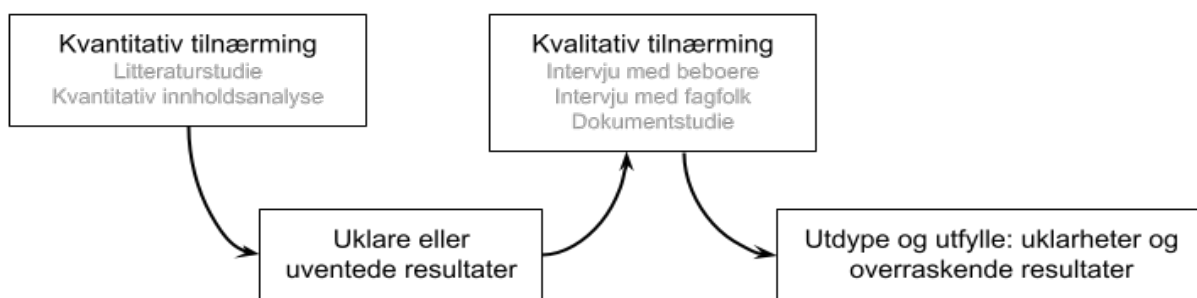 Kvantitativ tilnærming
Litteraturstudie
Kvantitativ innholdsanalyse
Uklare eller
uventede resultater
Kvalitativ tilnærming
Intervju med beboere
Intervju med fagfolk
Dokumentstudie
Utdype og utfylle: uklarheter og
overraskende resultater